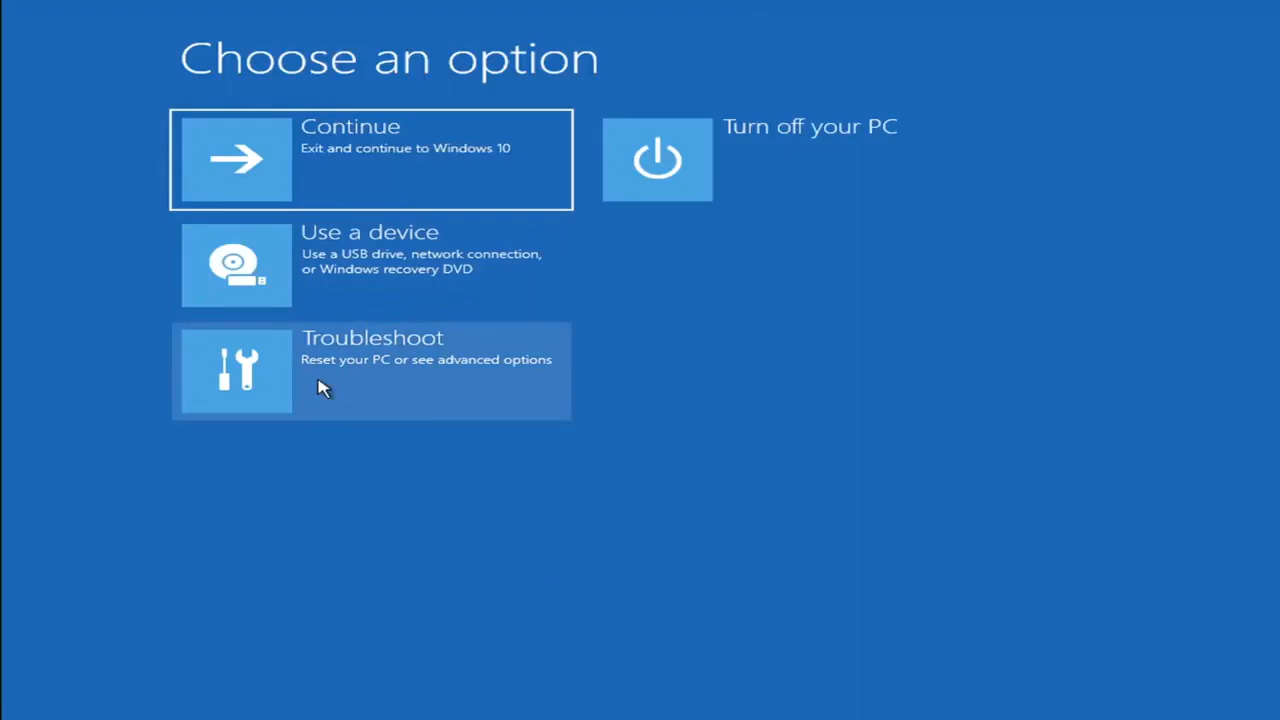 Choose an option
Continue
Exit and continue to Windows 10
Use a device
Use a USB drive, network connection,
or Windows recovery DVD
Troubleshoot
Reset your PC or see advanced options
Turn off your PC